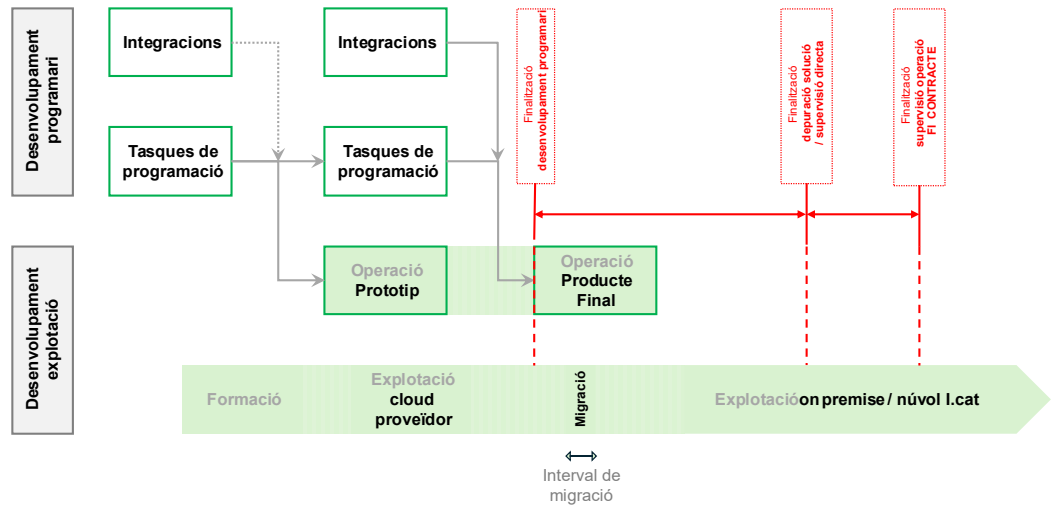 Desenvolupament
programari
Integracions
Integracions
Tasques de
programació
Tasques de
programació
Finalització
desenvolupament programari
Finalització
depuració solució
/ supervisió directa
Finalització
supervisió operació
FI CONTRACTE
Desenvolupament
explotació
Operació
Prototip
Operació
Producte
Final
Formació
Explotació
cloud
proveïdor
Migració
Explotació on premise / núvol I.cat
Interval de
migració